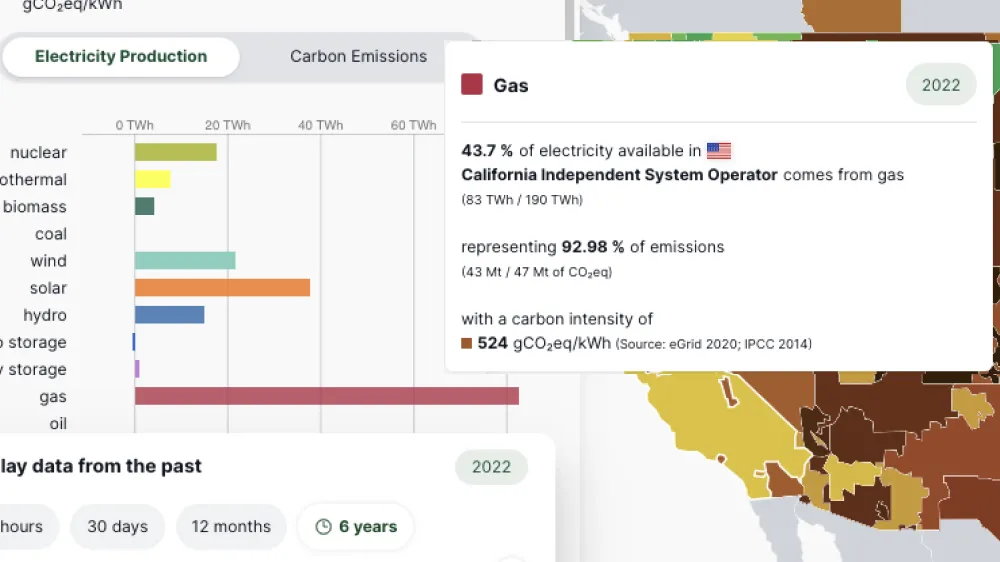 gCO₂eq/kWh
Electricity Production
Carbon Emissions
0 TWh 20 TWh 40 TWh 60 TWh
nuclear
othermal
biomass
coal
wind
solar
hydro
storage
storage
gas
oil
Gas
2022
43.7 % of electricity available in
California Independent System Operator comes from gas
(83 TWh / 190 TWh)
representing 92.98 % of emissions
(43 Mt / 47 Mt of CO₂eq)
with a carbon intensity of
524 gCO₂eq/kWh (Source: eGrid 2020; IPCC 2014)
lay data from the past
2022
hours
30 days
12 months
6 years